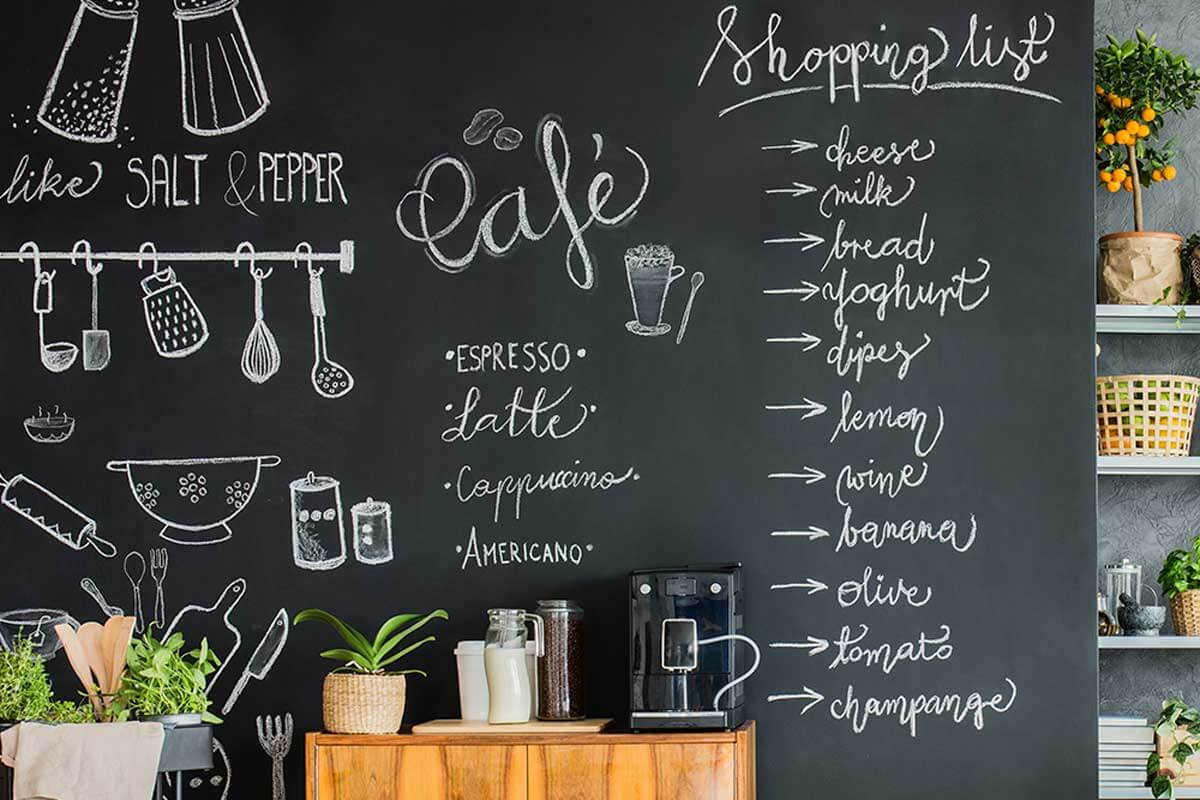 like SALT & PEPPER
Café
• ESPRESSO •
• Latte •
• Cappuccino •
• AMERICANO •
Shopping list
→ cheese
→ milk
→ bread
→ yoghurt
→ dipes
→ lemon
→ wine
→ banana
→ olive
→ tomato
→ champange